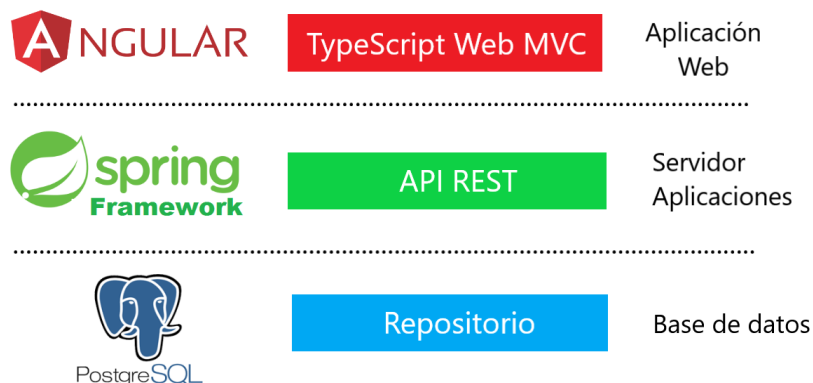 ANGULAR
TypeScript Web MVC
Aplicación
Web
spring
Framework
API REST
Servidor
Aplicaciones
PostgreSQL
Repositorio
Base de datos